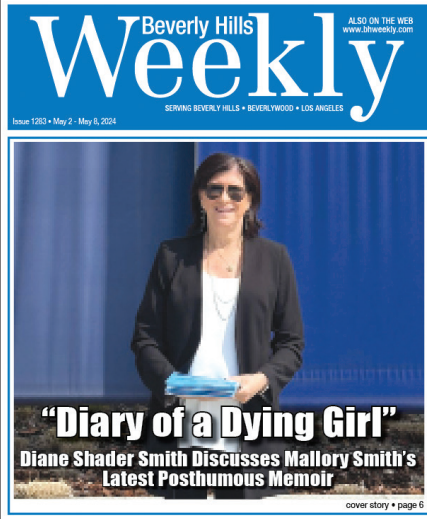 Beverly Hills
Weekly
ALSO ON THE WEB
www.bhweekly.com
SERVING BEVERLY HILLS • BEVERLYWOOD • LOS ANGELES
Issue 1283 • May 2 - May 8, 2024
“Diary of a Dying Girl”
Diane Shader Smith Discusses Mallory Smith’s
Latest Posthumous Memoir
cover story • page 6